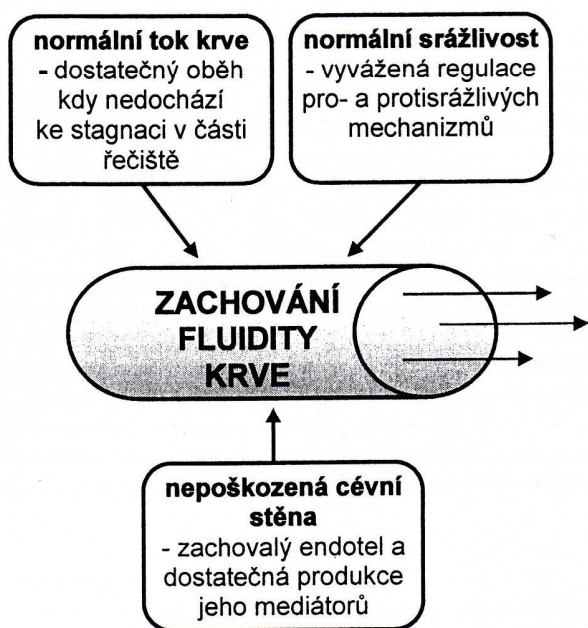 normální tok krve
- dostatečný oběh
kdy nedochází
ke stagnaci v části
řečiště
normální srážlivost
- vyvážená regulace
pro- a protisrážlivých
mechanizmů
ZACHOVÁNÍ
FLUIDITY
KRVE
nepoškozená cévní
stěna
- zachovalý endotel a
dostatečná produkce
jeho mediátorů